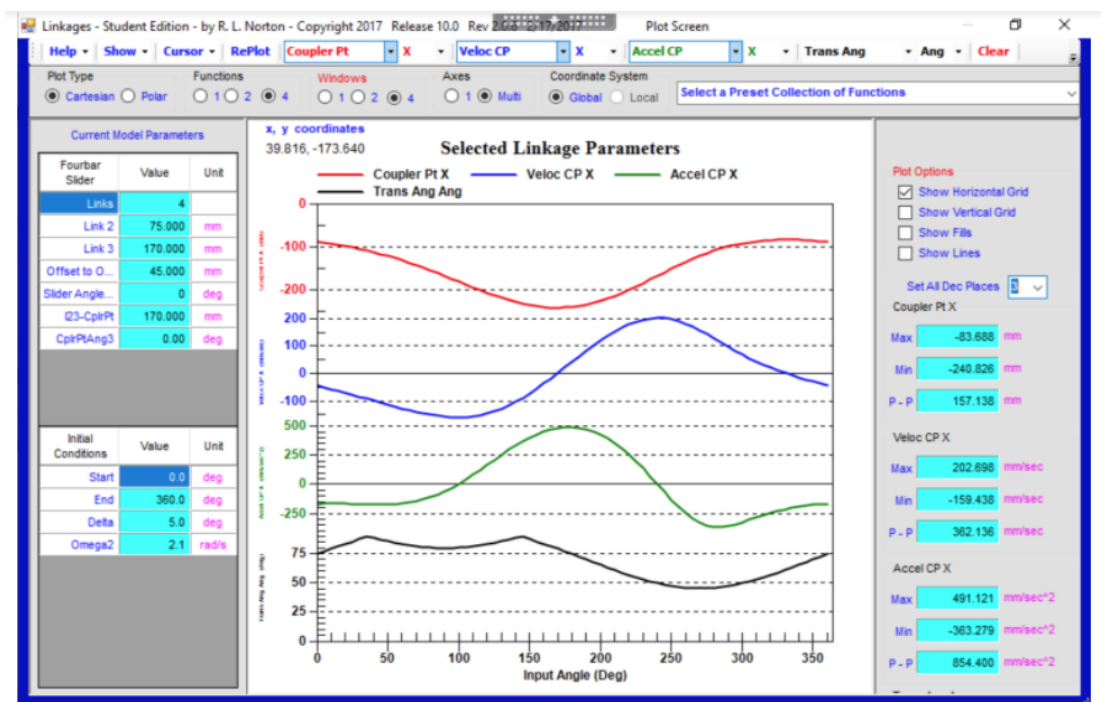 Linkages - Student Edition - by R. L. Norton - Copyright 2017 Release 10.0 Rev 2.0.6 2/17/2017 Plot Screen
Help Show Cursor RePlot Coupler Pt X Veloc CP X Accel CP X Trans Ang Ang Clear
Plot Type Functions Windows Axes Coordinate System
Cartesian Polar 1 2 4 1 2 4 1 Multi Global Local Select a Preset Collection of Functions
Current Model Parameters
Fourbar Slider Value Unit
Links 4
Link 2 75.000 mm
Link 3 170.000 mm
Offset to O... 45.000 mm
Slider Angle... 0 deg
l23-CplrPt 170.000 mm
CplrPtAng3 0.00 deg
Initial Conditions Value Unit
Start 0.0 deg
End 360.0 deg
Delta 5.0 deg
Omega2 2.1 rad/s
x, y coordinates
39.816, -173.640
Selected Linkage Parameters
Coupler Pt X Veloc CP X Accel CP X
Trans Ang Ang
0
-100
-200
200
100
0
-100
500
250
0
-250
75
50
25
0
0 50 100 150 200 250 300 350
Input Angle (Deg)
Plot Options
Show Horizontal Grid
Show Vertical Grid
Show Fills
Show Lines
Set All Dec Places 3
Coupler Pt X
Max -83.688 mm
Min -240.826 mm
P - P 157.138 mm
Veloc CP X
Max 202.698 mm/sec
Min -159.438 mm/sec
P - P 362.136 mm/sec
Accel CP X
Max 491.121 mm/sec^2
Min -363.279 mm/sec^2
P - P 854.400 mm/sec^2